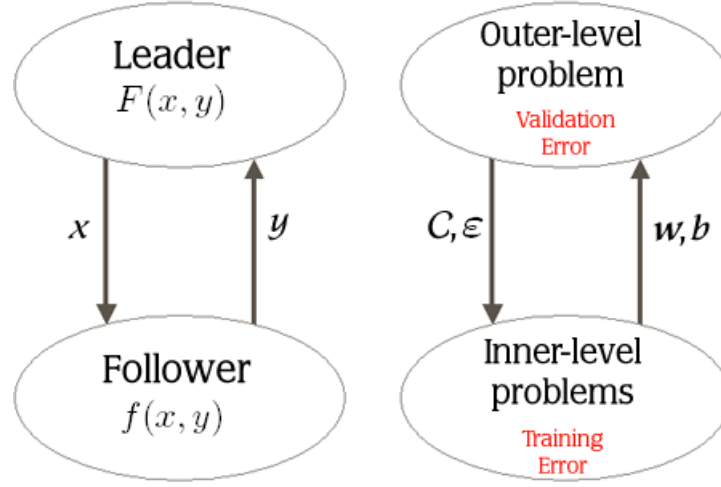 Leader
F(x, y)
x
y
Follower
f(x, y)
Outer-level
problem
Validation
Error
C, ε
w, b
Inner-level
problems
Training
Error